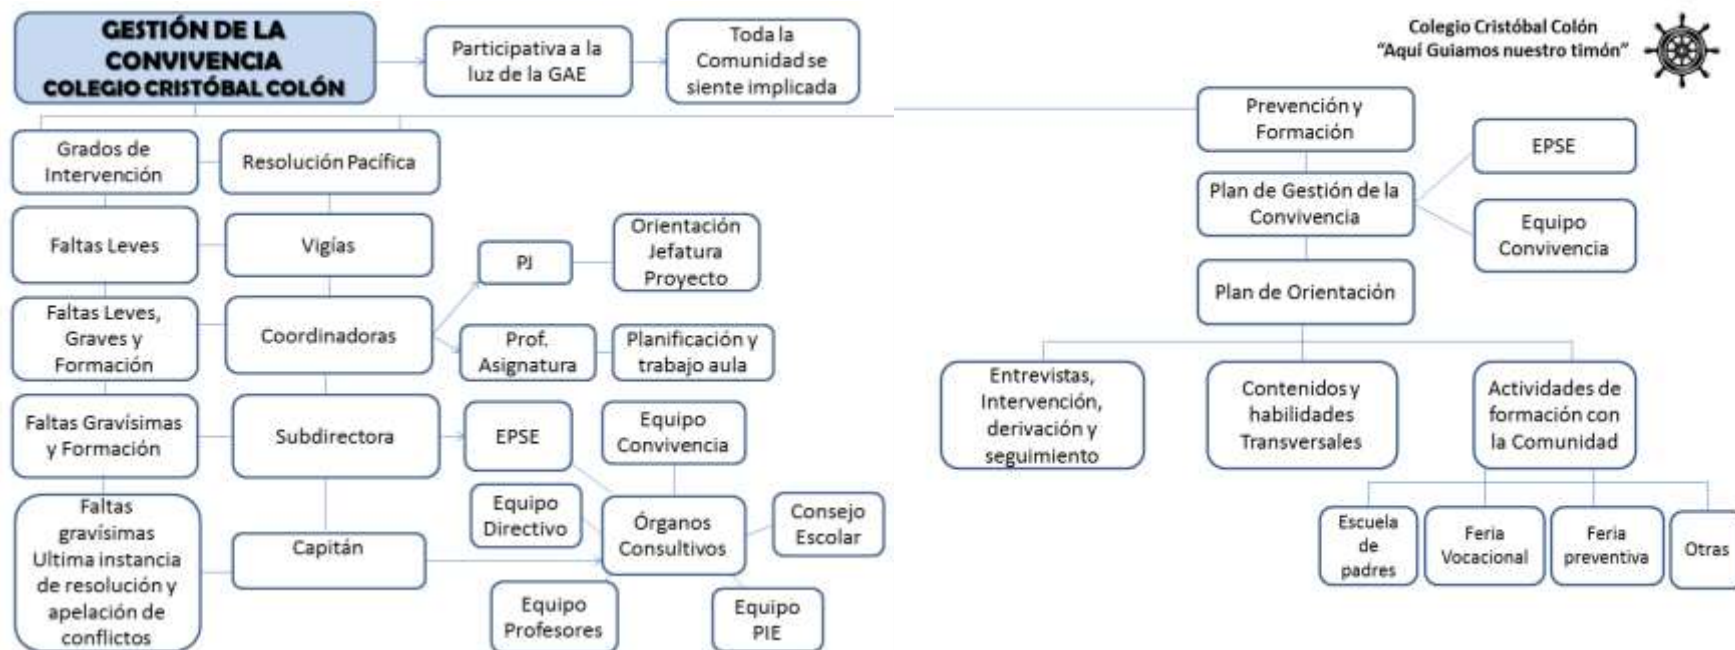 GESTIÓN DE LA
CONVIVENCIA
COLEGIO CRISTÓBAL COLÓN
Participativa a la
luz de la GAE
Toda la
Comunidad se
siente implicada
Colegio Cristóbal Colón
“Aquí Guiamos nuestro timón”
Grados de
Intervención
Resolución Pacífica
Faltas Leves
Vigías
PJ
Orientación
Jefatura
Proyecto
Faltas Leves,
Graves y
Formación
Coordinadoras
Prof.
Asignatura
Planificación y
trabajo aula
Faltas Gravísimas
y Formación
Subdirectora
EPSE
Equipo
Convivencia
Faltas
gravísimas
Ultima instancia
de resolución y
apelación de
conflictos
Capitán
Equipo
Directivo
Órganos
Consultivos
Consejo
Escolar
Equipo
Profesores
Equipo
PIE
Prevención y
Formación
EPSE
Plan de Gestión de la
Convivencia
Equipo
Convivencia
Plan de Orientación
Entrevistas,
Intervención,
derivación y
seguimiento
Contenidos y
habilidades
Transversales
Actividades de
formación con
la Comunidad
Escuela
de
padres
Feria
Vocacional
Feria
preventiva
Otras